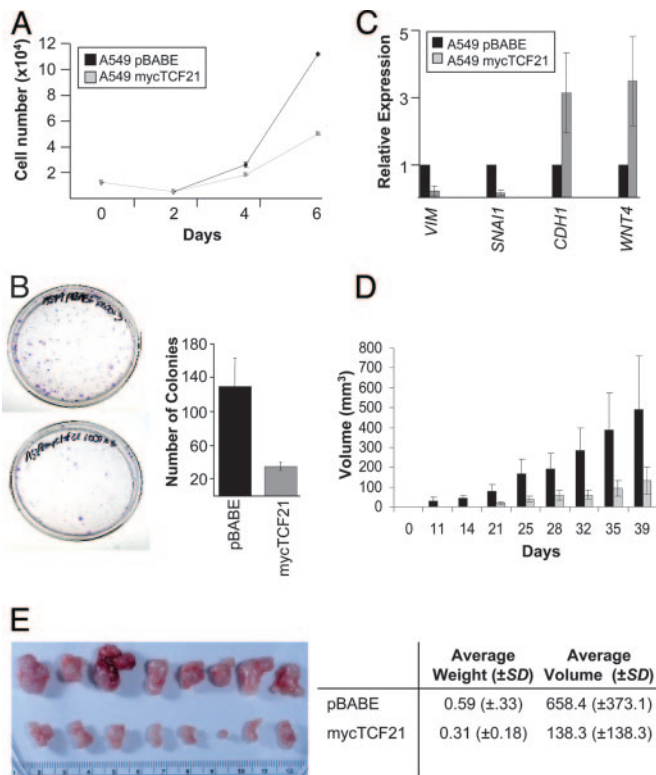 A
Cell number (x10⁴)
A549 pBABE
A549 mycTCF21
12
10
8
6
4
2
0 2 4 6
Days
C
Relative Expression
A549 pBABE
A549 mycTCF21
5
3
1
VIM SNAI1 CDH1 WNT4
B
Number of Colonies
180
140
100
60
20
pBABE
mycTCF21
D
Volume (mm³)
800
700
600
500
400
300
200
100
0
0 11 14 21 25 28 32 35 39
Days
E
Average Weight (±SD) Average Volume (±SD)
pBABE 0.59 (±.33) 658.4 (±373.1)
mycTCF21 0.31 (±0.18) 138.3 (±138.3)